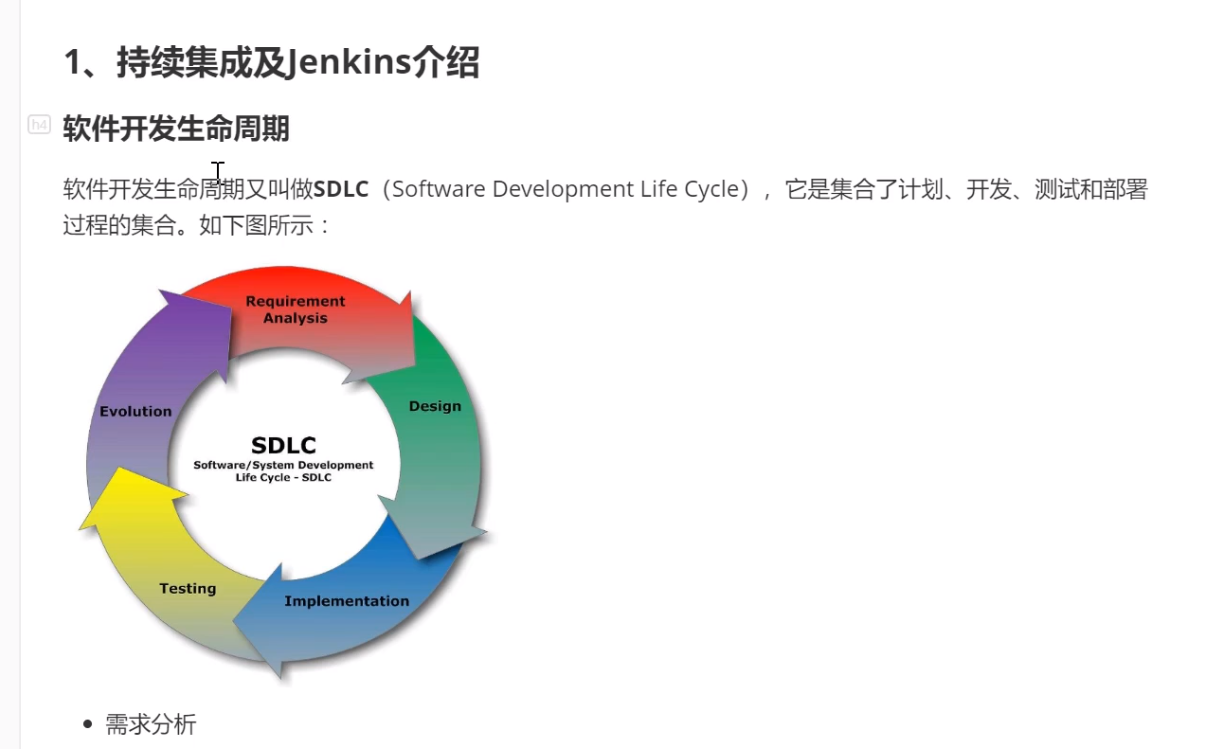 1、持续集成及Jenkins介绍
h4
软件开发生命周期
软件开发生命周期又叫做SDLC（Software Development Life Cycle），它是集合了计划、开发、测试和部署
过程的集合。如下图所示：
Requirement
Analysis
Design
Evolution
SDLC
Software/System Development
Life Cycle - SDLC
Testing
Implementation
需求分析